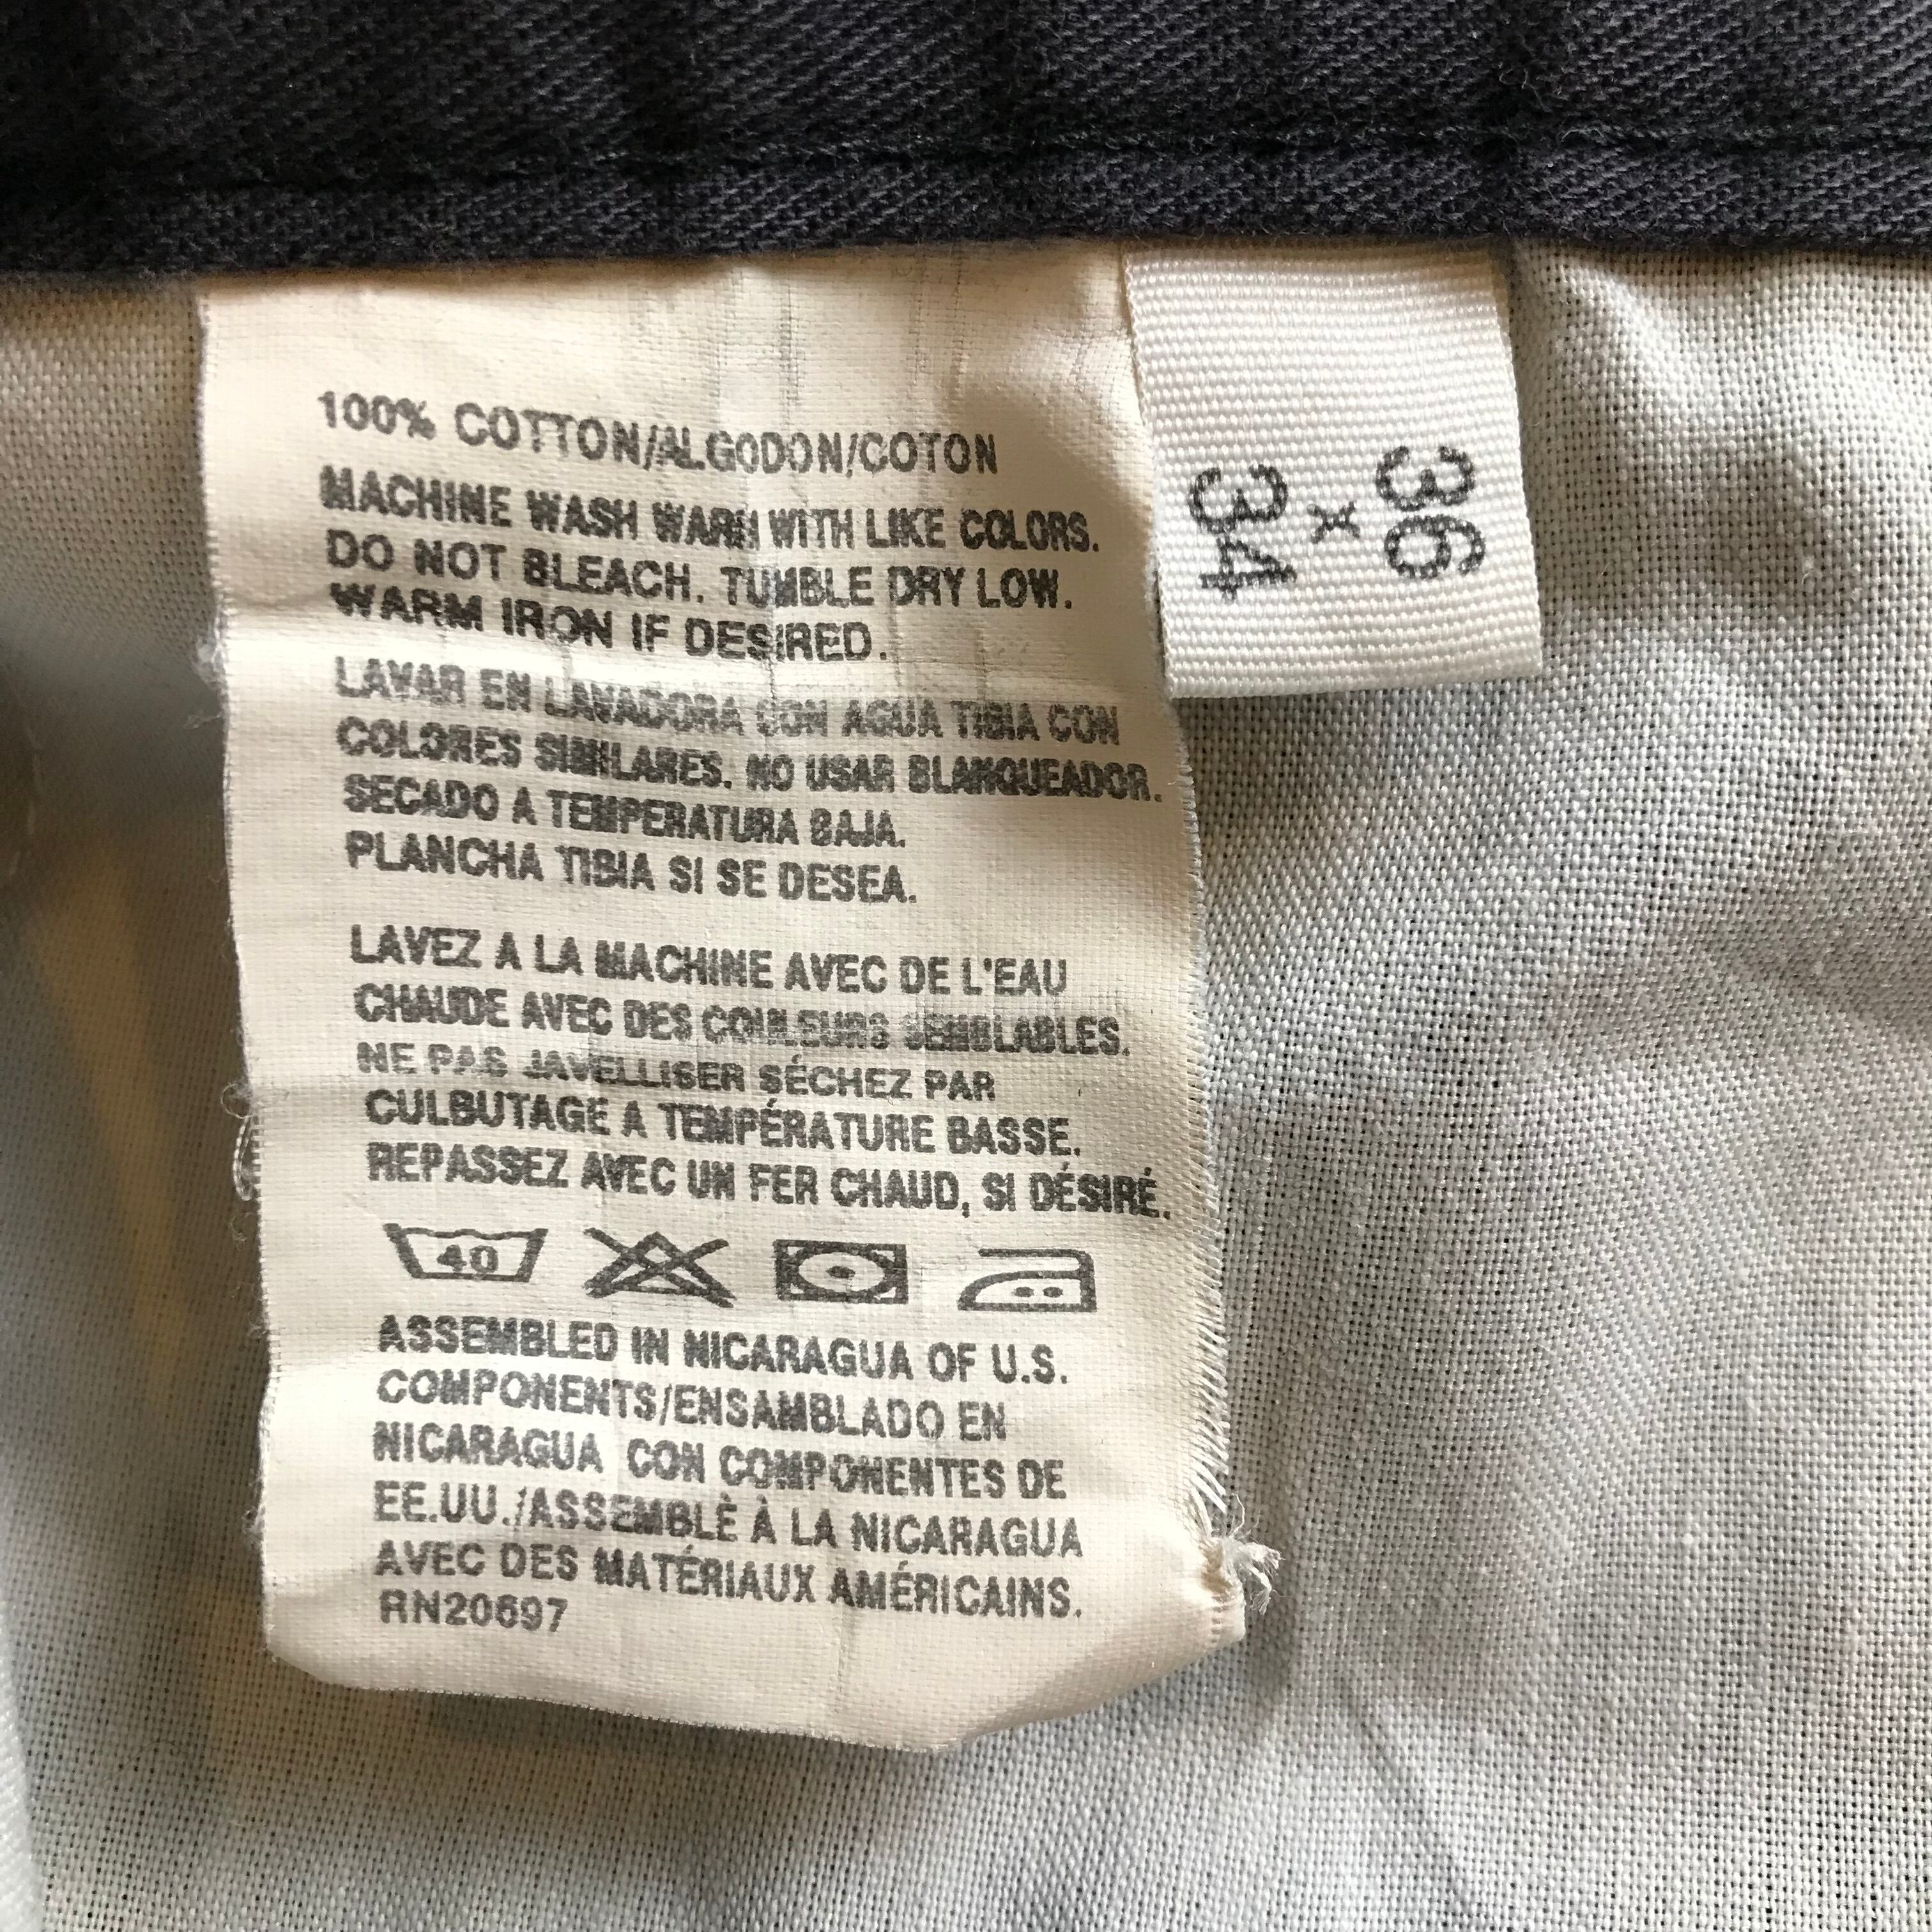 100% COTTON/ALGODON/COTON
MACHINE WASH WARM WITH LIKE COLORS.
DO NOT BLEACH. TUMBLE DRY LOW.
WARM IRON IF DESIRED.
LAVAR EN LAVADORA CON AGUA TIBIA CON
COLORES SIMILARES. NO USAR BLANQUEADOR.
SECADO A TEMPERATURA BAJA.
PLANCHA TIBIA SI SE DESEA.
LAVEZ A LA MACHINE AVEC DE L'EAU
CHAUDE AVEC DES COULEURS SEMBLABLES.
NE PAS JAVELLISER SÉCHEZ PAR
CULBUTAGE A TEMPÉRATURE BASSE.
REPASSEZ AVEC UN FER CHAUD, SI DÉSIRÉ.
40
ASSEMBLED IN NICARAGUA OF U.S.
COMPONENTS/ENSAMBLADO EN
NICARAGUA CON COMPONENTES DE
EE.UU./ASSEMBLÈ À LA NICARAGUA
AVEC DES MATÉRIAUX AMÉRICAINS.
RN20697
36
x
34